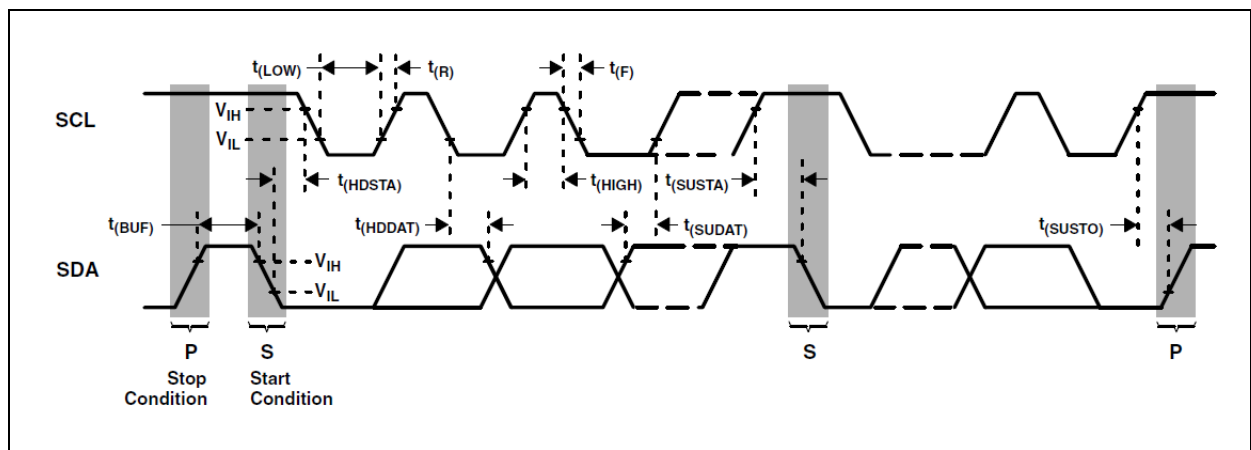 t(LOW)
t(R)
t(F)
SCL
VIH
VIL
t(HDSTA)
t(HIGH)
t(SUSTA)
t(BUF)
t(HDDAT)
t(SUDAT)
t(SUSTO)
SDA
VIH
VIL
P
S
S
P
Stop
Condition
Start
Condition